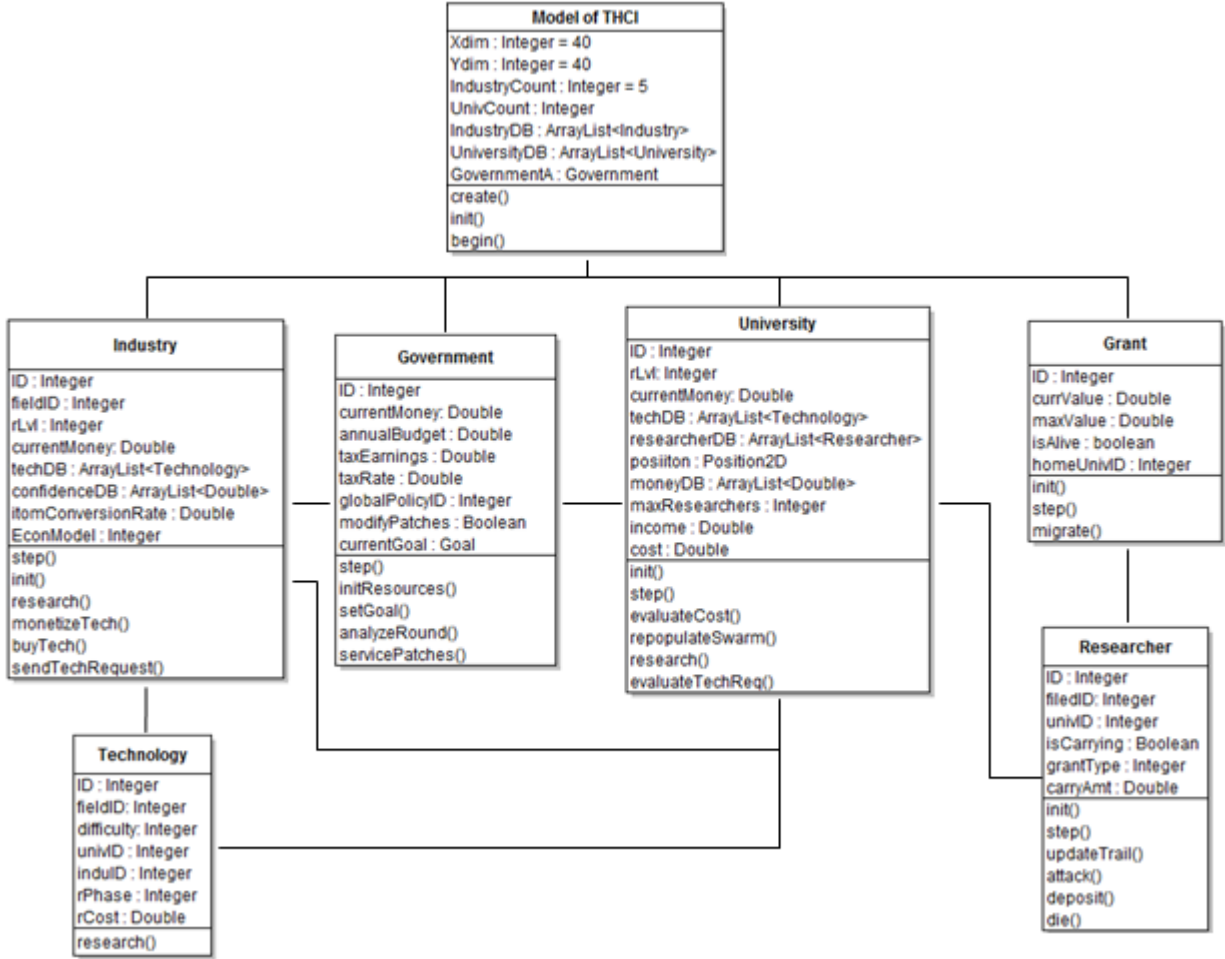 Model of THCI
Xdim : Integer = 40
Ydim : Integer = 40
IndustryCount : Integer = 5
UnivCount : Integer
IndustryDB : ArrayList<Industry>
UniversityDB : ArrayList<University>
GovernmentA : Government
create()
init()
begin()
Industry
ID : Integer
fieldID : Integer
rLvl : Integer
currentMoney: Double
techDB : ArrayList<Technology>
confidenceDB : ArrayList<Double>
itomConversionRate : Double
EconModel : Integer
step()
init()
research()
monetizeTech()
buyTech()
sendTechRequest()
Government
ID : Integer
currentMoney: Double
annualBudget : Double
taxEarnings : Double
taxRate : Double
globalPolicyID : Integer
modifyPatches : Boolean
currentGoal : Goal
step()
initResources()
setGoal()
analyzeRound()
servicePatches()
University
ID : Integer
rLvl: Integer
currentMoney: Double
techDB : ArrayList<Technology>
researcherDB : ArrayList<Researcher>
posiiton : Position2D
moneyDB : ArrayList<Double>
maxResearchers : Integer
income : Double
cost : Double
init()
step()
evaluateCost()
repopulateSwarm()
research()
evaluateTechReq()
Grant
ID : Integer
currValue : Double
maxValue : Double
isAlive : boolean
homeUnivID : Integer
init()
step()
migrate()
Technology
ID : Integer
fieldID: Integer
difficulty: Integer
univID : Integer
induID : Integer
rPhase : Integer
rCost : Double
research()
Researcher
ID : Integer
filedID: Integer
univID : Integer
isCarrying : Boolean
grantType : Integer
carryAmt : Double
init()
step()
updateTrail()
attack()
deposit()
die()